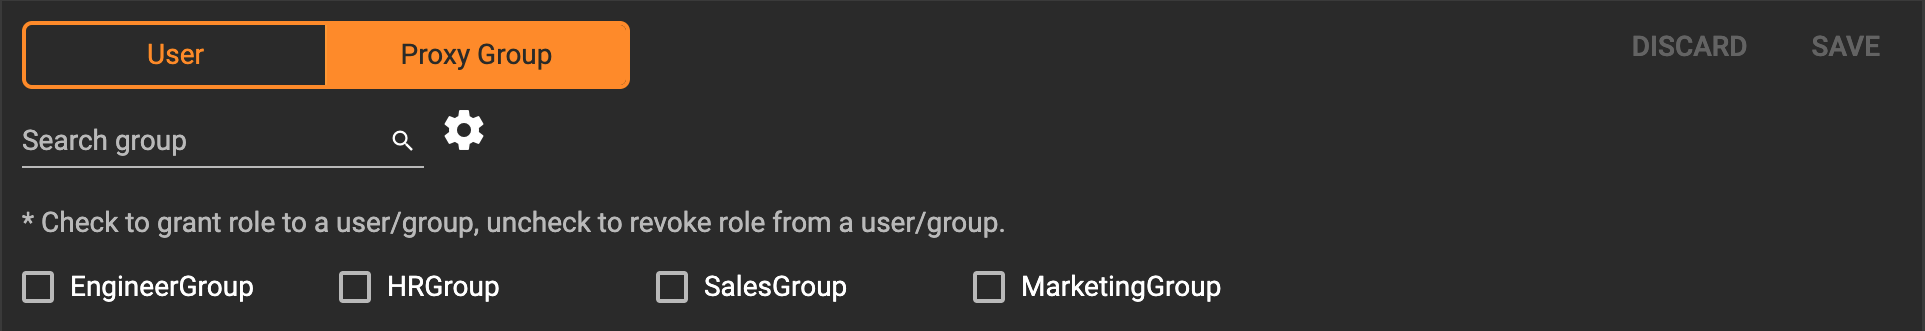 User Proxy Group DISCARD SAVE
Search group
* Check to grant role to a user/group, uncheck to revoke role from a user/group.
EngineerGroup HRGroup SalesGroup MarketingGroup